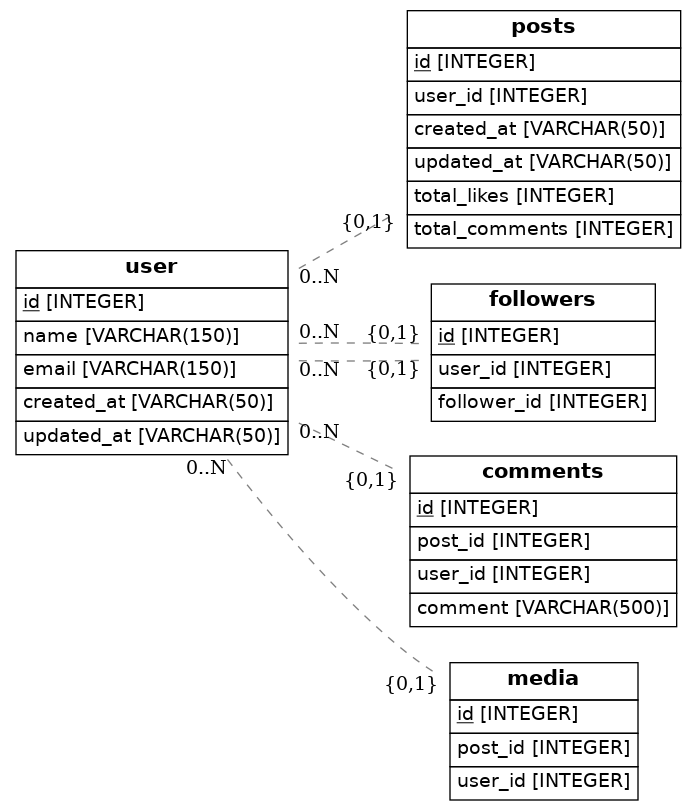 posts
id [INTEGER]
user_id [INTEGER]
created_at [VARCHAR(50)]
updated_at [VARCHAR(50)]
total_likes [INTEGER]
total_comments [INTEGER]
{0,1}
0..N
user
id [INTEGER]
name [VARCHAR(150)]
email [VARCHAR(150)]
created_at [VARCHAR(50)]
updated_at [VARCHAR(50)]
followers
id [INTEGER]
user_id [INTEGER]
follower_id [INTEGER]
0..N {0,1}
0..N {0,1}
0..N
{0,1}
comments
id [INTEGER]
post_id [INTEGER]
user_id [INTEGER]
comment [VARCHAR(500)]
0..N
{0,1}
media
id [INTEGER]
post_id [INTEGER]
user_id [INTEGER]